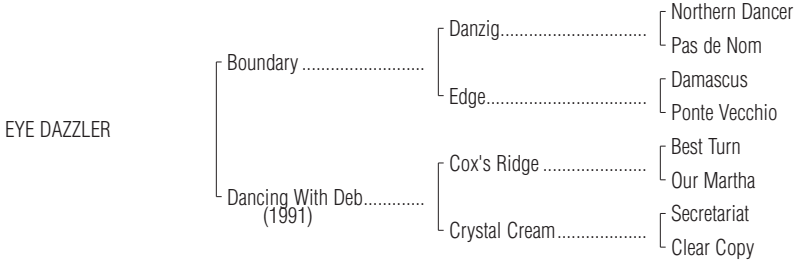 Northern Dancer
Danzig..............................
Pas de Nom
Boundary ..........................
Damascus
Edge..................................
Ponte Vecchio
EYE DAZZLER
Best Turn
Cox's Ridge ......................
Our Martha
Dancing With Deb.............
(1991)
Secretariat
Crystal Cream...................
Clear Copy